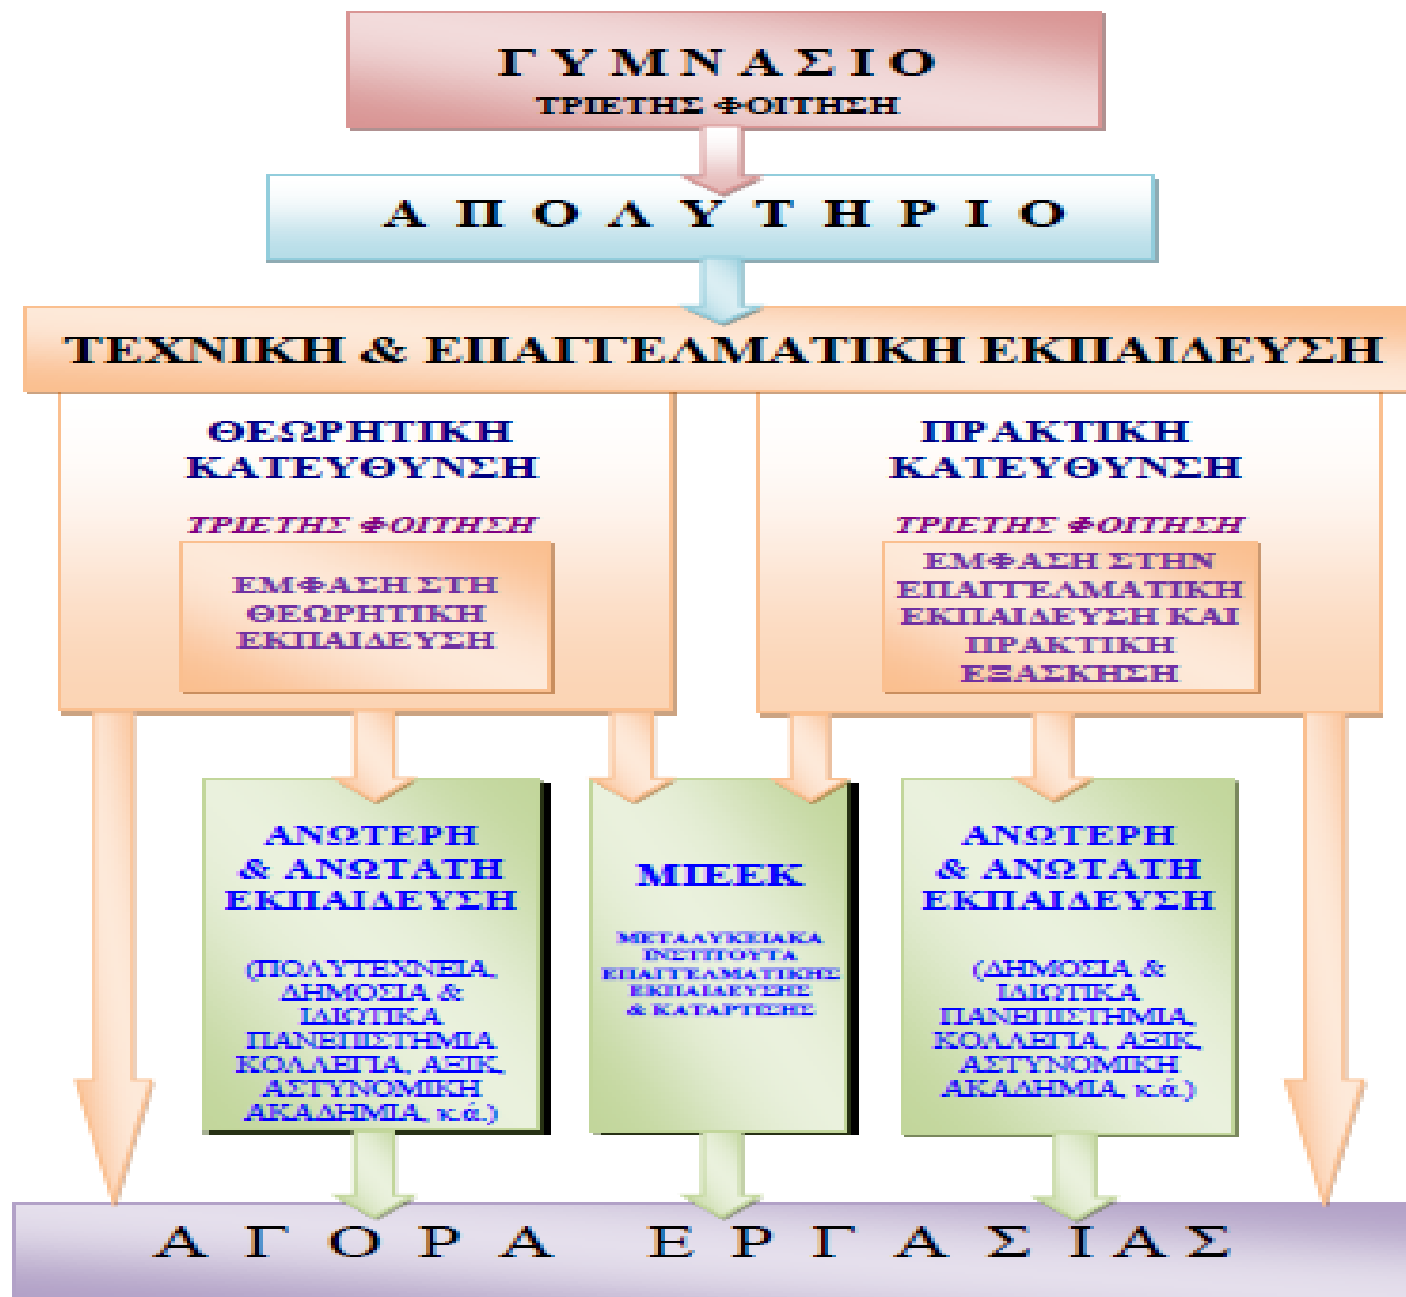 ΓΥΜΝΑΣΙΟ
ΤΡΙΕΤΗΣ ΦΟΙΤΗΣΗ
ΑΠΟΛΥΤΗΡΙΟ
ΤΕΧΝΙΚΗ & ΕΠΑΓΓΕΛΜΑΤΙΚΗ ΕΚΠΑΙΔΕΥΣΗ
ΘΕΩΡΗΤΙΚΗ
ΚΑΤΕΥΘΥΝΣΗ
ΤΡΙΕΤΗΣ ΦΟΙΤΗΣΗ
ΕΜΦΑΣΗ ΣΤΗ
ΘΕΩΡΗΤΙΚΗ
ΕΚΠΑΙΔΕΥΣΗ
ΠΡΑΚΤΙΚΗ
ΚΑΤΕΥΘΥΝΣΗ
ΤΡΙΕΤΗΣ ΦΟΙΤΗΣΗ
ΕΜΦΑΣΗ ΣΤΗΝ
ΕΠΑΓΓΕΛΜΑΤΙΚΗ
ΕΚΠΑΙΔΕΥΣΗ ΚΑΙ
ΠΡΑΚΤΙΚΗ
ΕΞΑΣΚΗΣΗ
ΑΝΩΤΕΡΗ
& ΑΝΩΤΑΤΗ
ΕΚΠΑΙΔΕΥΣΗ
(ΠΟΛΥΤΕΧΝΕΙΑ,
ΔΗΜΟΣΙΑ &
ΙΔΙΩΤΙΚΑ
ΠΑΝΕΠΙΣΤΗΜΙΑ
ΚΟΛΛΕΓΙΑ, ΑΞΙΚ,
ΑΣΤΥΝΟΜΙΚΗ
ΑΚΑΔΗΜΙΑ, κ.ά.)
ΜΙΕΕΚ
ΜΕΤΑΛΥΚΕΙΑΚΑ
ΙΝΣΤΙΤΟΥΤΑ
ΕΠΑΓΓΕΛΜΑΤΙΚΗΣ
ΕΚΠΑΙΔΕΥΣΗΣ
& ΚΑΤΑΡΤΙΣΗΣ
ΑΝΩΤΕΡΗ
& ΑΝΩΤΑΤΗ
ΕΚΠΑΙΔΕΥΣΗ
(ΔΗΜΟΣΙΑ &
ΙΔΙΩΤΙΚΑ
ΠΑΝΕΠΙΣΤΗΜΙΑ,
ΚΟΛΛΕΓΙΑ, ΑΞΙΚ,
ΑΣΤΥΝΟΜΙΚΗ
ΑΚΑΔΗΜΙΑ, κ.ά.)
ΑΓΟΡΑ ΕΡΓΑΣΙΑΣ